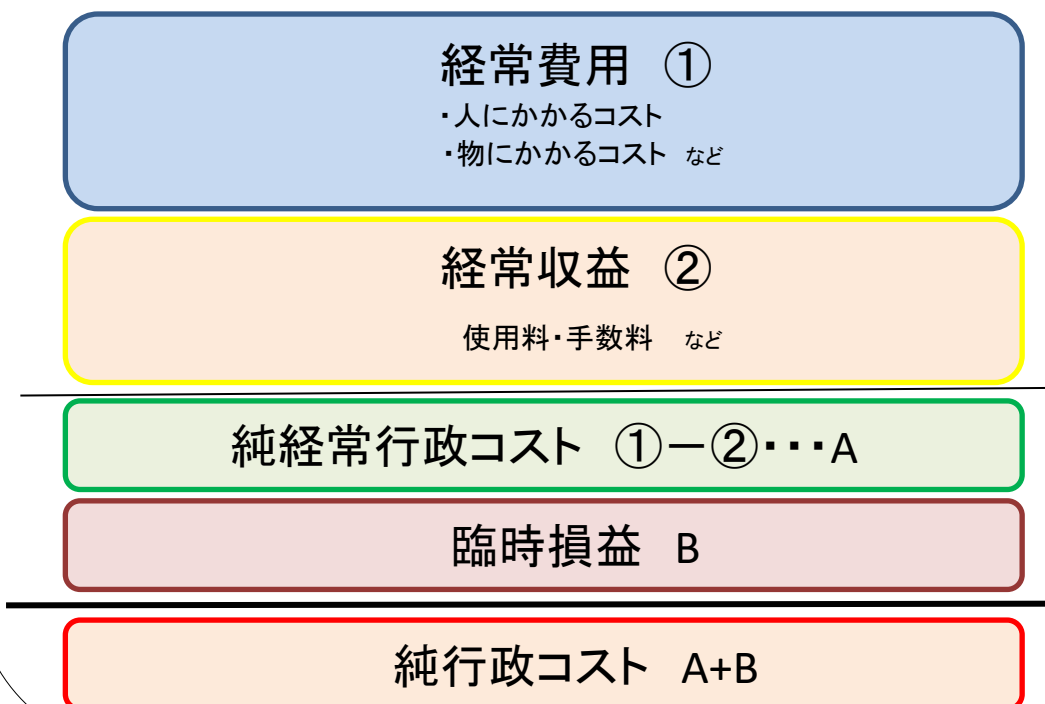 経常費用 ①
・人にかかるコスト
・物にかかるコスト など
経常収益 ②
使用料・手数料 など
純経常行政コスト ①－②・・・A
臨時損益 B
純行政コスト A+B